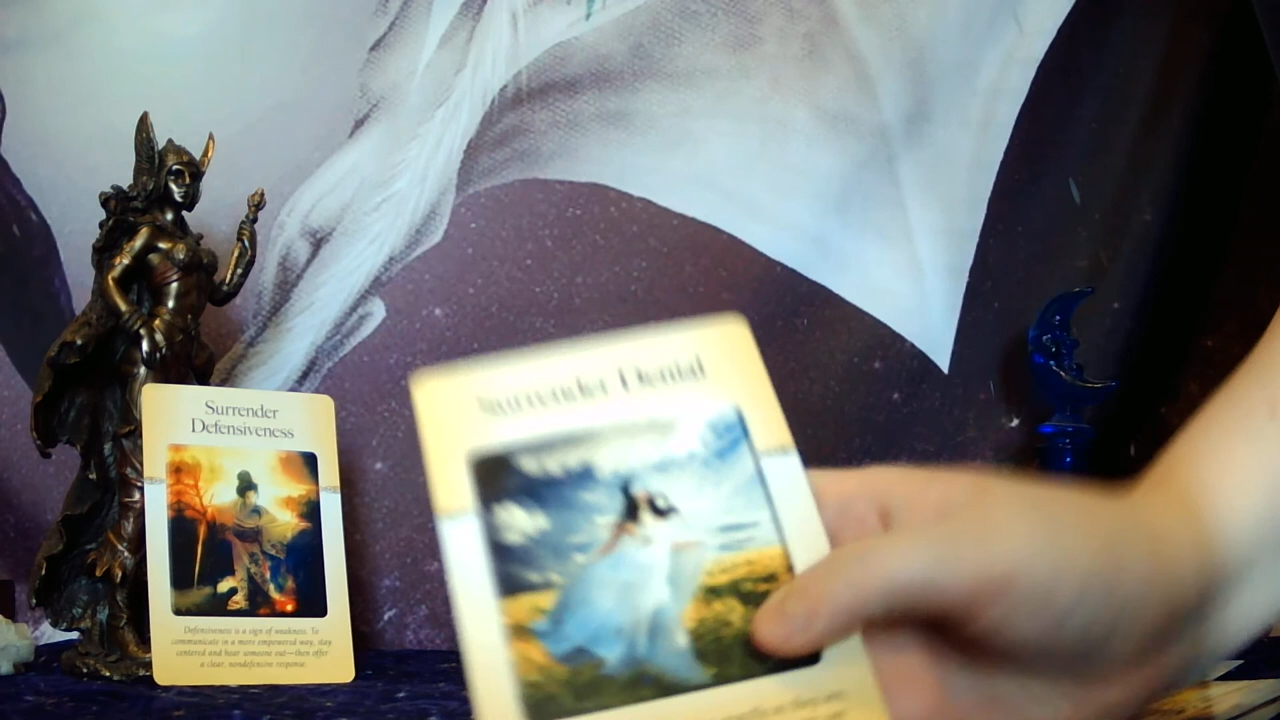 Surrender
Defensiveness
Defensiveness is a sign of weakness. To
communicate in a more empowered way, stay
centered and hear someone out—then offer
a clear, nondefensive response.
Surrender Denial